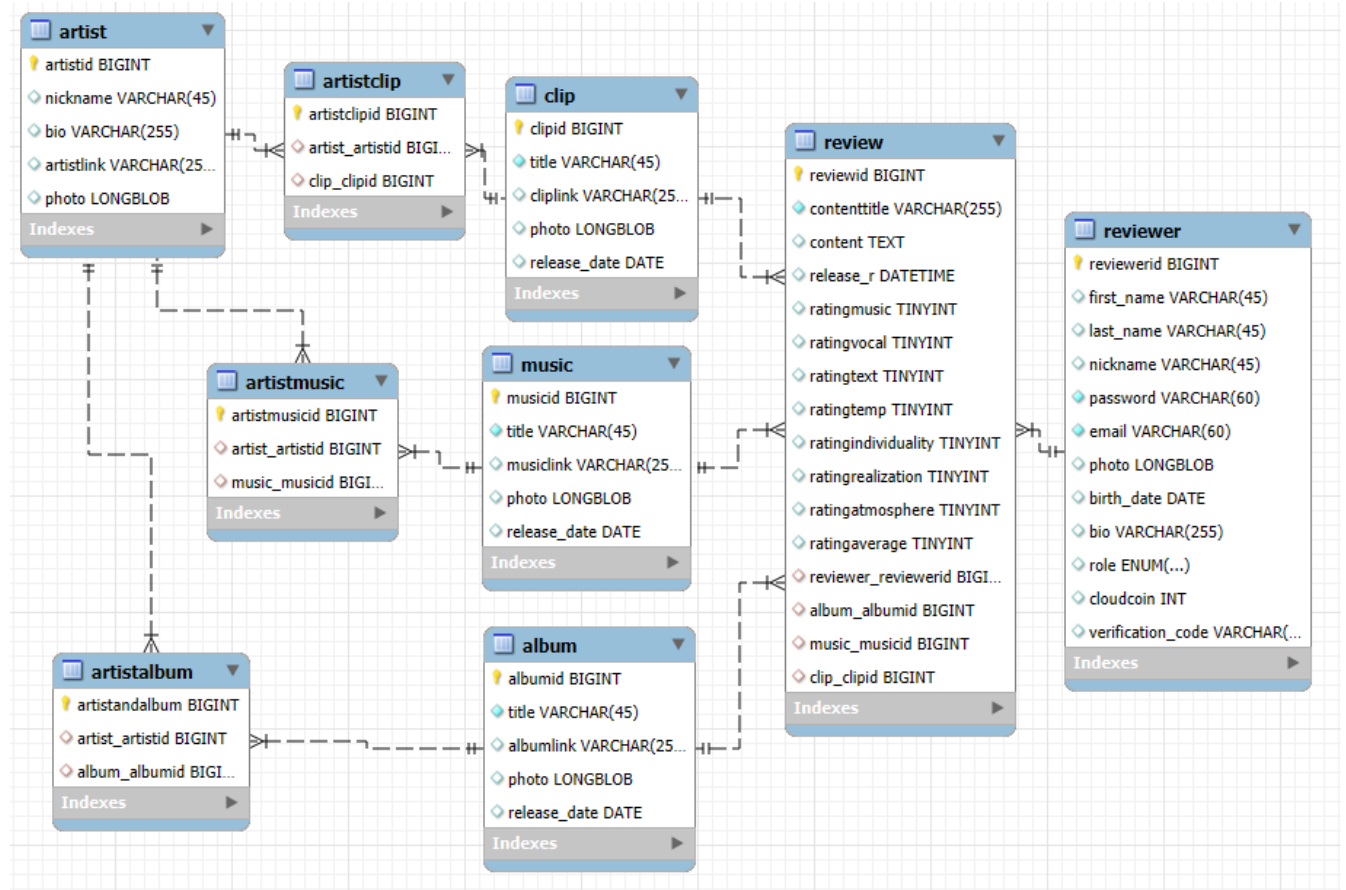 artist
artistid BIGINT
nickname VARCHAR(45)
bio VARCHAR(255)
artistlink VARCHAR(25...
photo LONGBLOB
Indexes
artistclip
artistclipid BIGINT
artist_artistid BIGI...
clip_clipid BIGINT
Indexes
clip
clipid BIGINT
title VARCHAR(45)
cliplink VARCHAR(25...
photo LONGBLOB
release_date DATE
Indexes
review
reviewid BIGINT
contenttitle VARCHAR(255)
content TEXT
release_r DATETIME
ratingmusic TINYINT
ratingvocal TINYINT
ratingtext TINYINT
ratingtemp TINYINT
ratingindividuality TINYINT
ratingrealization TINYINT
ratingatmosphere TINYINT
ratingaverage TINYINT
reviewer_reviewerid BIGI...
album_albumid BIGINT
music_musicid BIGINT
clip_clipid BIGINT
Indexes
reviewer
reviewerid BIGINT
first_name VARCHAR(45)
last_name VARCHAR(45)
nickname VARCHAR(45)
password VARCHAR(60)
email VARCHAR(60)
photo LONGBLOB
birth_date DATE
bio VARCHAR(255)
role ENUM(...)
cloudcoin INT
verification_code VARCHAR(...
Indexes
artistmusic
artistmusicid BIGINT
artist_artistid BIGINT
music_musicid BIGI...
Indexes
music
musicid BIGINT
title VARCHAR(45)
musiclink VARCHAR(25...
photo LONGBLOB
release_date DATE
Indexes
artistalbum
artistandalbum BIGINT
artist_artistid BIGINT
album_albumid BIGI...
Indexes
album
albumid BIGINT
title VARCHAR(45)
albumlink VARCHAR(25...
photo LONGBLOB
release_date DATE
Indexes